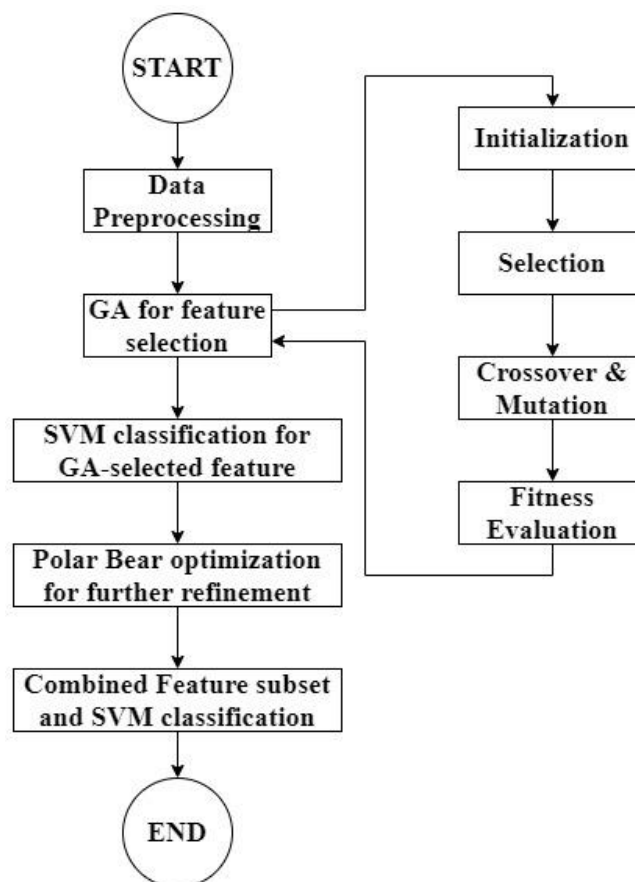 START
Data
Preprocessing
GA for feature
selection
SVM classification for
GA-selected feature
Polar Bear optimization
for further refinement
Combined Feature subset
and SVM classification
END
Initialization
Selection
Crossover &
Mutation
Fitness
Evaluation